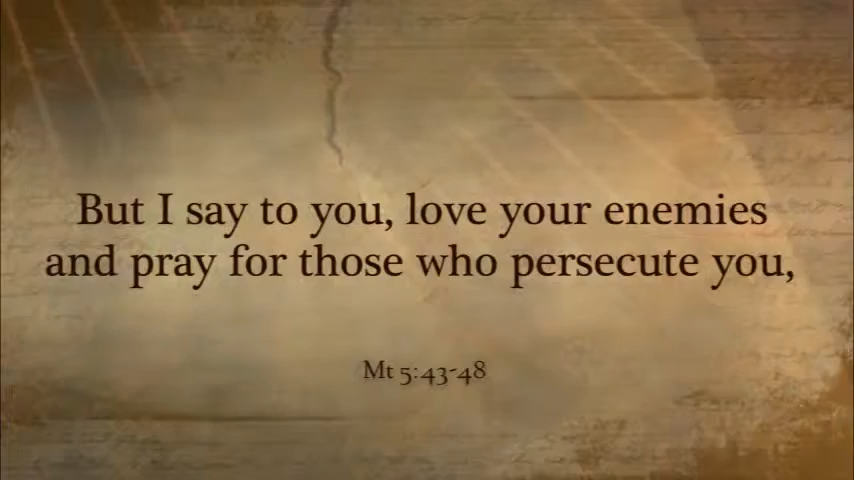 But I say to you, love your enemies
and pray for those who persecute you,
Mt 5:43-48